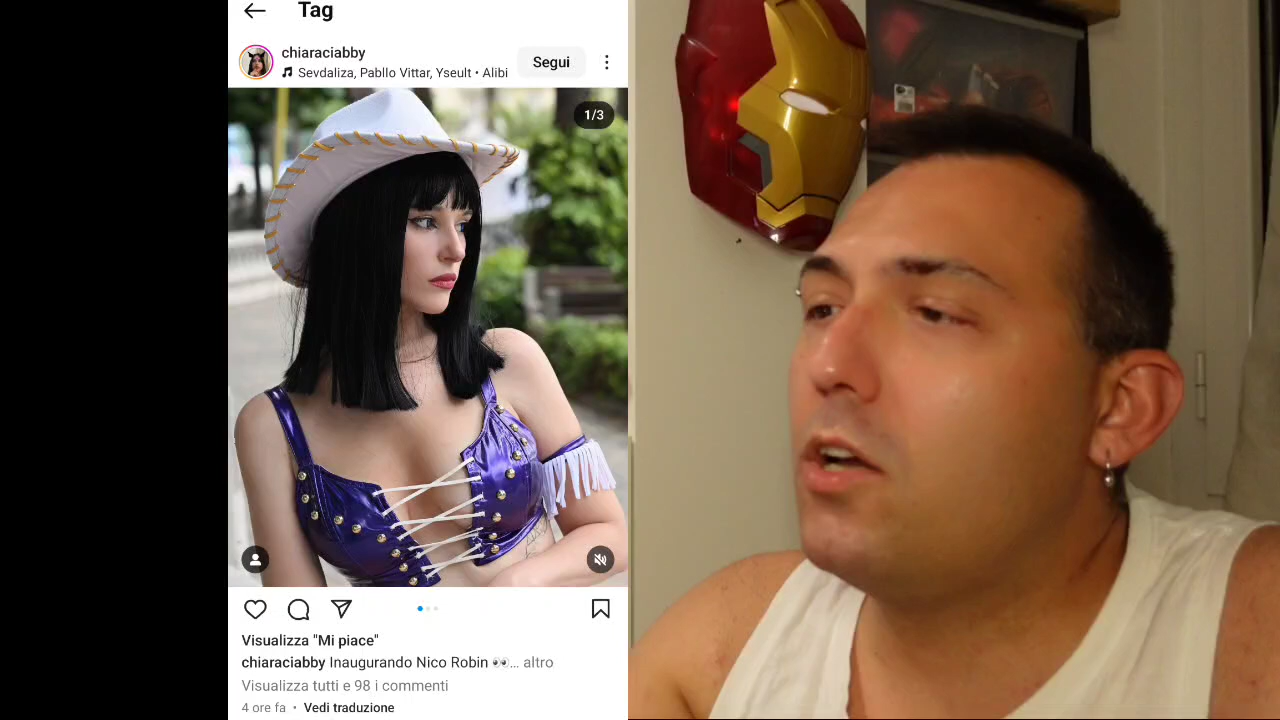 Tag
chiaraciabby
Sevdaliza, Pabllo Vittar, Yseult • Alibi
Segui
1/3
Visualizza "Mi piace"
chiaraciabby Inaugurando Nico Robin 👀... altro
Visualizza tutti e 98 i commenti
4 ore fa • Vedi traduzione